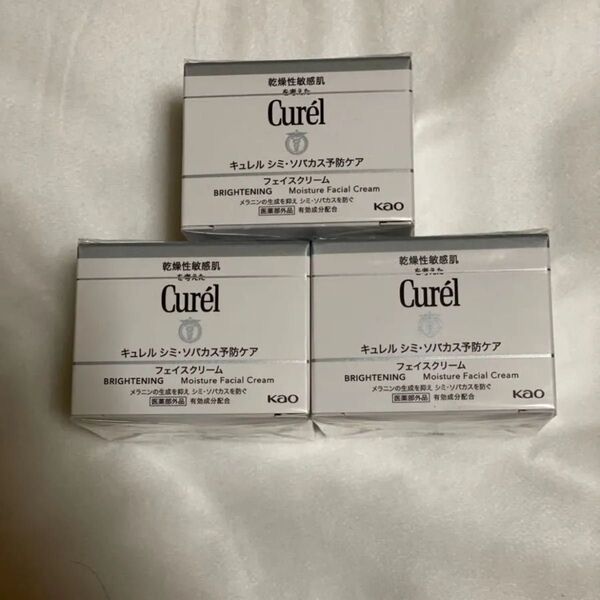 乾燥性敏感肌
を考えた
Curél
キュレル シミ・ソバカス予防ケア
フェイスクリーム
BRIGHTENING Moisture Facial Cream
メラニンの生成を抑え シミ・ソバカスを防ぐ
医薬部外品 有効成分配合
Kao
乾燥性敏感肌
を考えた
Curél
キュレル シミ・ソバカス予防ケア
フェイスクリーム
BRIGHTENING Moisture Facial Cream
メラニンの生成を抑え シミ・ソバカスを防ぐ
医薬部外品 有効成分配合
Kao
乾燥性敏感肌
を考えた
Curél
キュレル シミ・ソバカス予防ケア
フェイスクリーム
BRIGHTENING Moisture Facial Cream
メラニンの生成を抑え シミ・ソバカスを防ぐ
医薬部外品 有効成分配合
Kao